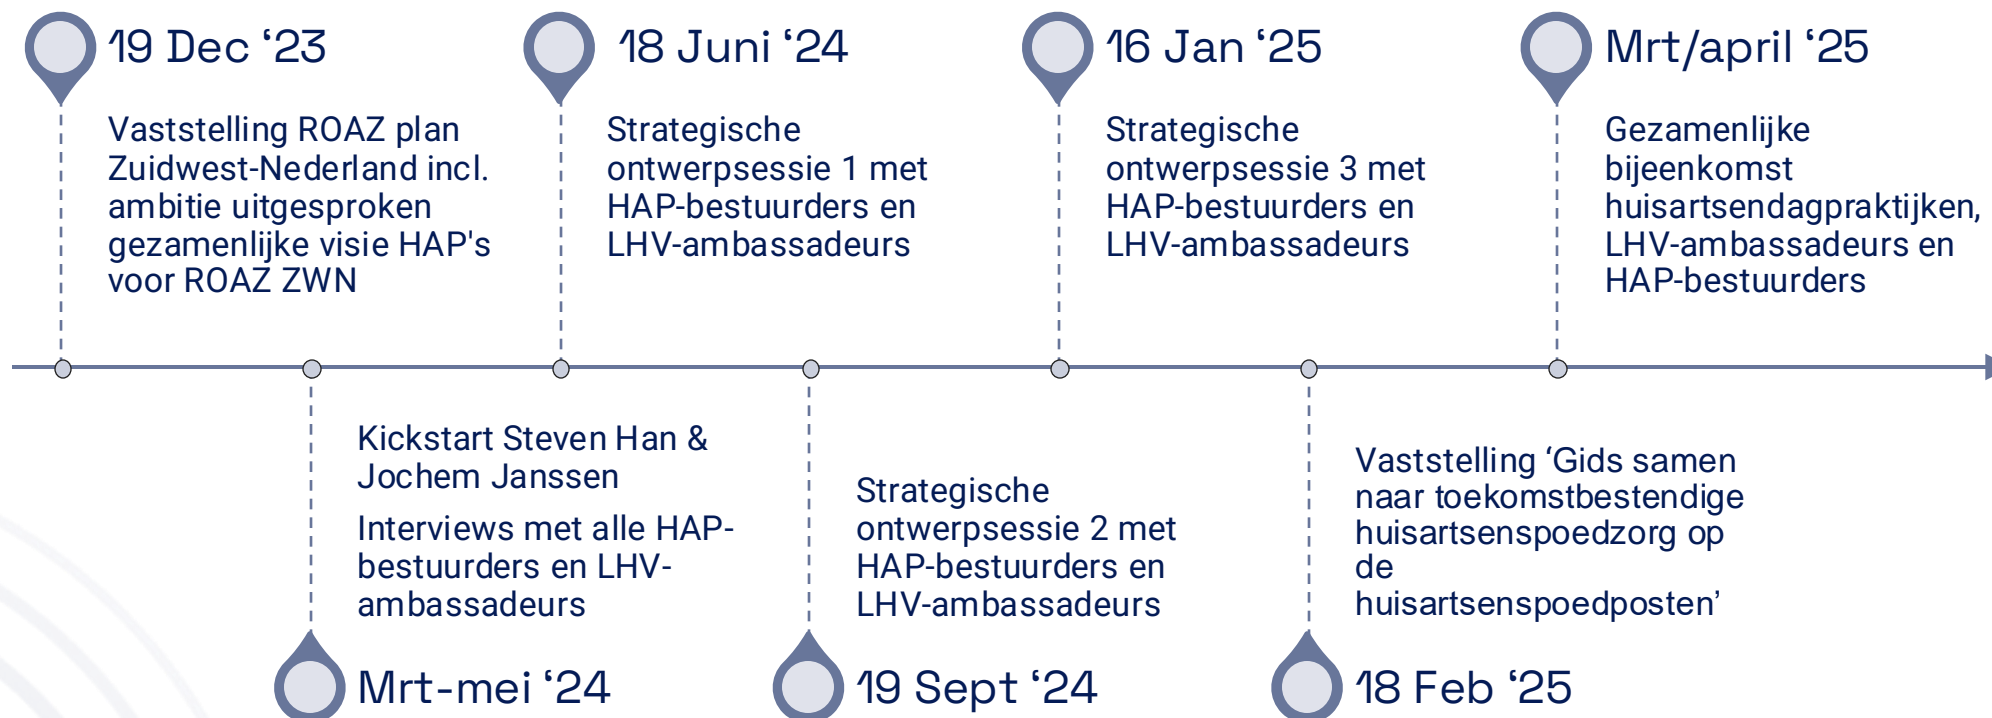 19 Dec ‘23
Vaststelling ROAZ plan
Zuidwest-Nederland incl.
ambitie uitgesproken
gezamenlijke visie HAP's
voor ROAZ ZWN
Kickstart Steven Han &
Jochem Janssen
Interviews met alle HAP-
bestuurders en LHV-
ambassadeurs
Mrt-mei ‘24
18 Juni ‘24
Strategische
ontwerpsessie 1 met
HAP-bestuurders en
LHV-ambassadeurs
Strategische
ontwerpsessie 2 met
HAP-bestuurders en
LHV-ambassadeurs
19 Sept ‘24
16 Jan ‘25
Strategische
ontwerpsessie 3 met
HAP-bestuurders en
LHV-ambassadeurs
Vaststelling ‘Gids samen
naar toekomstbestendige
huisartsenspoedzorg op
de
huisartsenspoedposten’
18 Feb ‘25
Mrt/april ‘25
Gezamenlijke
bijeenkomst
huisartsendagpraktijken,
LHV-ambassadeurs en
HAP-bestuurders